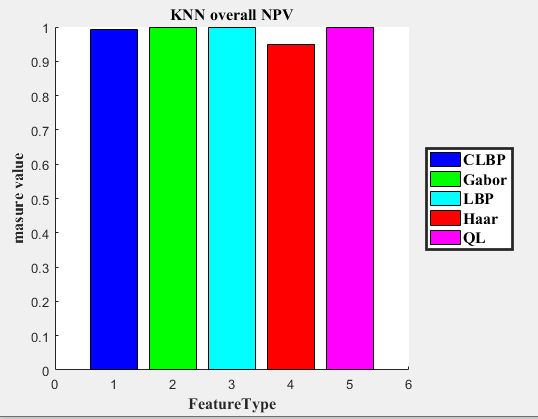 KNN overall NPV
1
0.9
0.8
0.7
0.6
0.5
0.4
0.3
0.2
0.1
0
masure value
0 1 2 3 4 5 6
FeatureType
CLBP
Gabor
LBP
Haar
QL